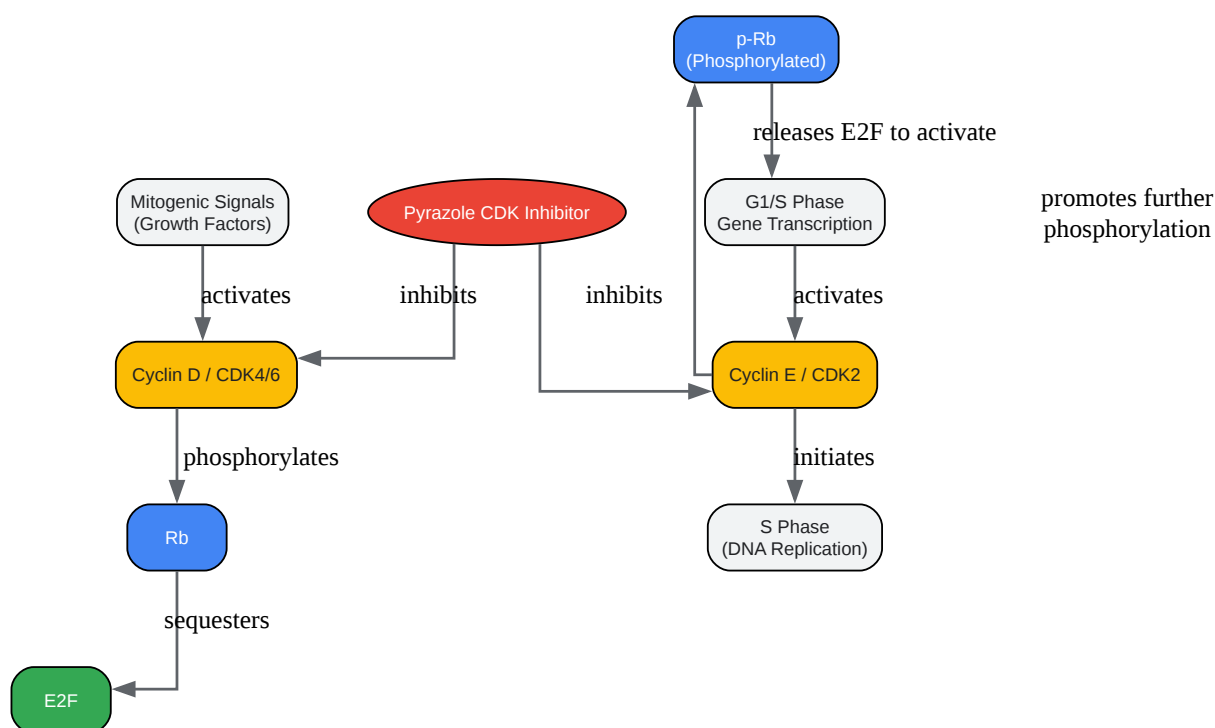 p-Rb
(Phosphorylated)
releases E2F to activate
Mitogenic Signals
(Growth Factors)
Pyrazole CDK Inhibitor
G1/S Phase
Gene Transcription
promotes further
phosphorylation
activates
inhibits
inhibits
activates
Cyclin D / CDK4/6
Cyclin E / CDK2
phosphorylates
initiates
Rb
S Phase
(DNA Replication)
sequesters
E2F